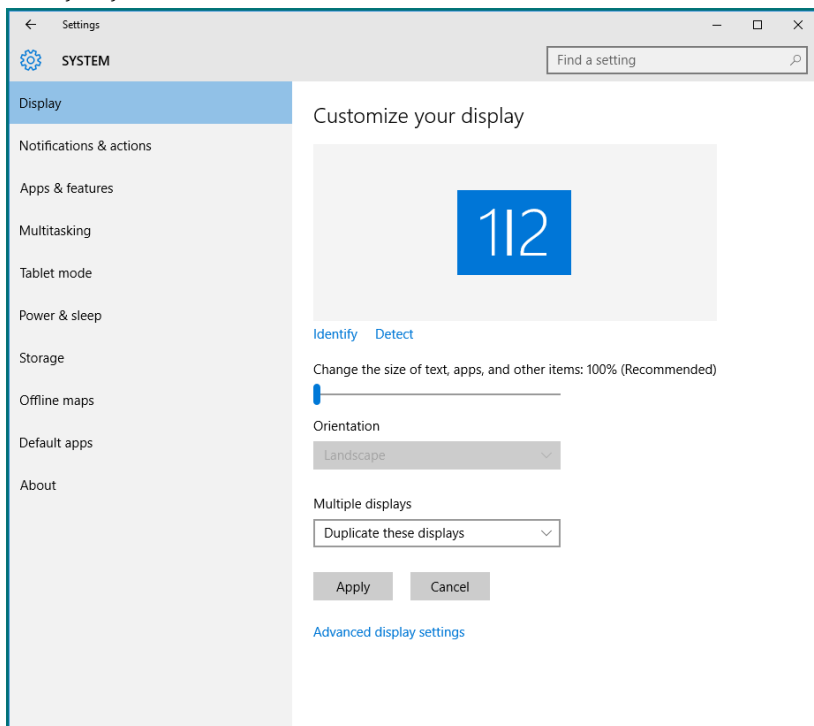 Settings
SYSTEM
Find a setting
Display
Notifications & actions
Apps & features
Multitasking
Tablet mode
Power & sleep
Storage
Offline maps
Default apps
About
Customize your display
1|2
Identify Detect
Change the size of text, apps, and other items: 100% (Recommended)
Orientation
Landscape
Multiple displays
Duplicate these displays
Apply Cancel
Advanced display settings